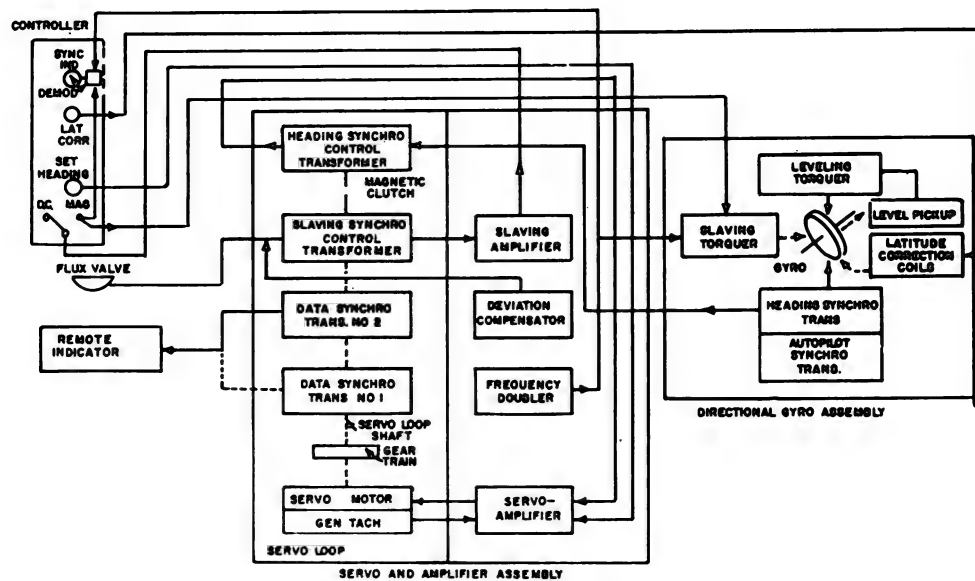 CONTROLLER
SYNC
IND
DEMOD
LAT
CORR
SET
HEADING
D.C.
MAG
FLUX VALVE
REMOTE
INDICATOR
HEADING SYNCHRO
CONTROL
TRANSFORMER
MAGNETIC
CLUTCH
SLAVING SYNCHRO
CONTROL
TRANSFORMER
DATA SYNCHRO
TRANS. NO 2
DATA SYNCHRO
TRANS NO 1
SERVO LOOP
SHAFT
GEAR
TRAIN
SERVO MOTOR
GEN TACH
SERVO LOOP
SLAVING
AMPLIFIER
DEVIATION
COMPENSATOR
FREQUENCY
DOUBLER
SERVO-
AMPLIFIER
SERVO AND AMPLIFIER ASSEMBLY
SLAVING
TORQUER
LEVELING
TORQUER
LEVEL PICKUP
GYRO
LATITUDE
CORRECTION
COILS
HEADING SYNCHRO
TRANS
AUTOPILOT
SYNCHRO
TRANS.
DIRECTIONAL GYRO ASSEMBLY